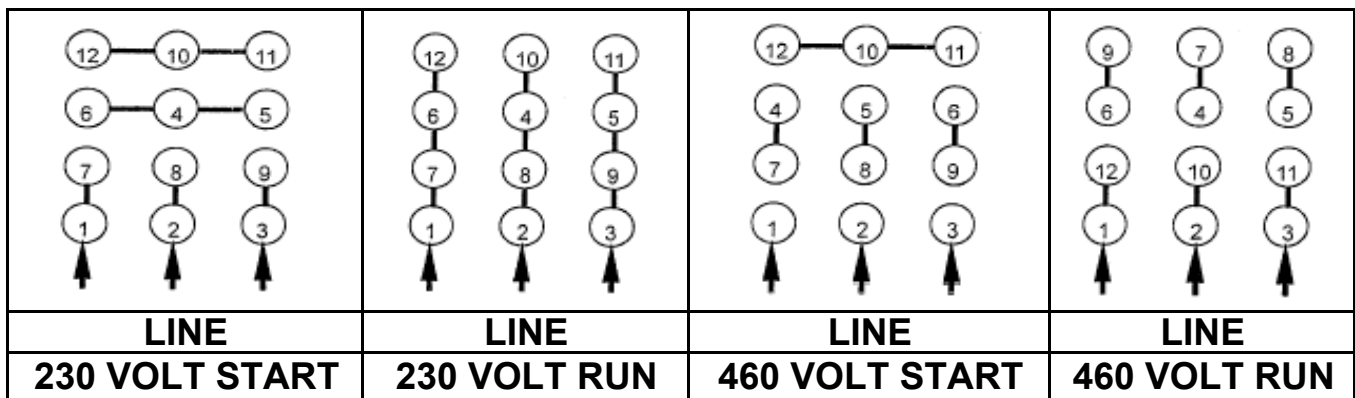 12 10 11
6 4 5
7 8 9
1 2 3
LINE
230 VOLT START
12 10 11
6 4 5
7 8 9
1 2 3
LINE
230 VOLT RUN
12 10 11
4 5 6
7 8 9
1 2 3
LINE
460 VOLT START
9 7 8
6 4 5
12 10 11
1 2 3
LINE
460 VOLT RUN